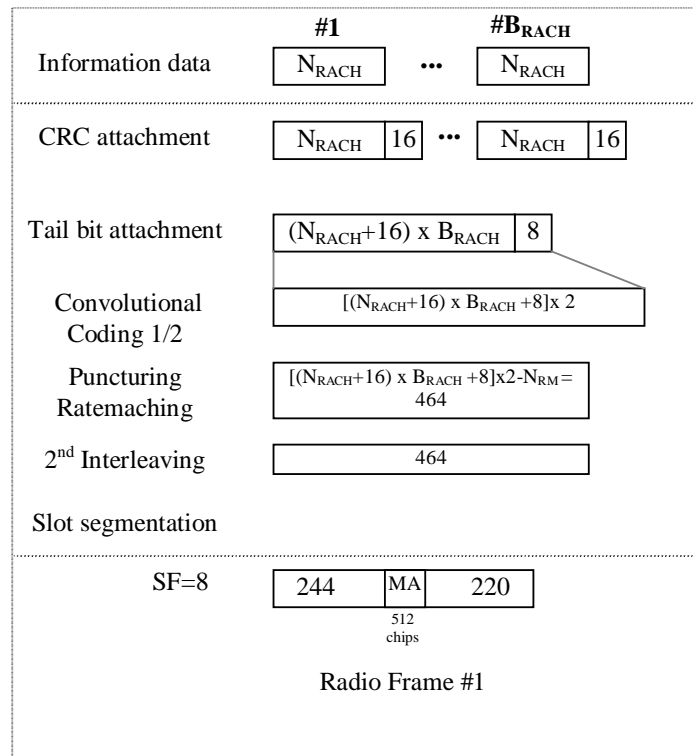 #1 #B_RACH
Information data N_RACH ••• N_RACH
CRC attachment N_RACH 16 ••• N_RACH 16
Tail bit attachment (N_RACH+16) x B_RACH 8
Convolutional
Coding 1/2
[(N_RACH+16) x B_RACH +8]x 2
Puncturing
Ratemaching
[(N_RACH+16) x B_RACH +8]x2-N_RM =
464
2nd Interleaving 464
Slot segmentation
SF=8 244 MA 220
512
chips
Radio Frame #1